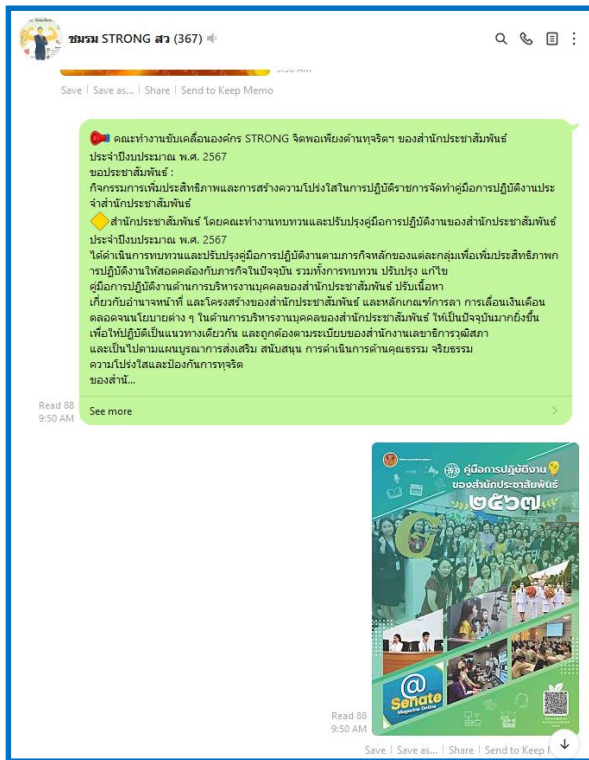 ชมรม STRONG สว (367)
9:50 AM
Save | Save as... | Share | Send to Keep Memo
คณะทำงานขับเคลื่อนองค์กร STRONG จิตพอเพียงต้านทุจริตฯ ของสำนักประชาสัมพันธ์
ประจำปีงบประมาณ พ.ศ. 2567
ขอประชาสัมพันธ์ :
กิจกรรมการเพิ่มประสิทธิภาพและการสร้างความโปร่งใสในการปฏิบัติราชการจัดทำคู่มือการปฏิบัติงานประ
จำสำนักประชาสัมพันธ์
สำนักประชาสัมพันธ์ โดยคณะทำงานทบทวนและปรับปรุงคู่มือการปฏิบัติงานของสำนักประชาสัมพันธ์
ประจำปีงบประมาณ พ.ศ. 2567
ได้ดำเนินการทบทวนและปรับปรุงคู่มือการปฏิบัติงานตามภารกิจหลักของแต่ละกลุ่มเพื่อเพิ่มประสิทธิภาพก
ารปฏิบัติงานให้สอดคล้องกับภารกิจในปัจจุบัน รวมทั้งการทบทวน ปรับปรุง แก้ไข
คู่มือการปฏิบัติงานด้านการบริหารงานบุคคลของสำนักประชาสัมพันธ์ ปรับเนื้อหา
เกี่ยวกับอำนาจหน้าที่ และโครงสร้างของสำนักประชาสัมพันธ์ และหลักเกณฑ์การลา การเลื่อนเงินเดือน
ตลอดจนนโยบายต่าง ๆ ในด้านการบริหารงานบุคคลของสำนักประชาสัมพันธ์ ให้เป็นปัจจุบันมากยิ่งขึ้น
เพื่อให้ปฏิบัติเป็นแนวทางเดียวกัน และถูกต้องตามระเบียบของสำนักงานเลขาธิการวุฒิสภา
และเป็นไปตามแผนบูรณาการส่งเสริม สนับสนุน การดำเนินการด้านคุณธรรม จริยธรรม
ความโปร่งใสและป้องกันการทุจริต
ของสำนั...
Read 88
9:50 AM
See more
คู่มือการปฏิบัติงาน
ของสำนักประชาสัมพันธ์
๒๕๖๗
@
Senate
Magazine Online
Read 88
9:50 AM
Save | Save as... | Share | Send to Keep